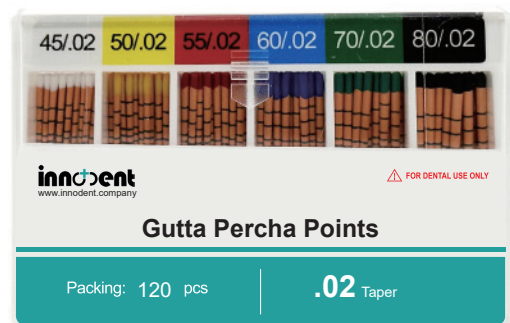 45/.02 50/.02 55/.02 60/.02 70/.02 80/.02
innodent
www.innodent.company
FOR DENTAL USE ONLY
Gutta Percha Points
Packing: 120 pcs
.02 Taper